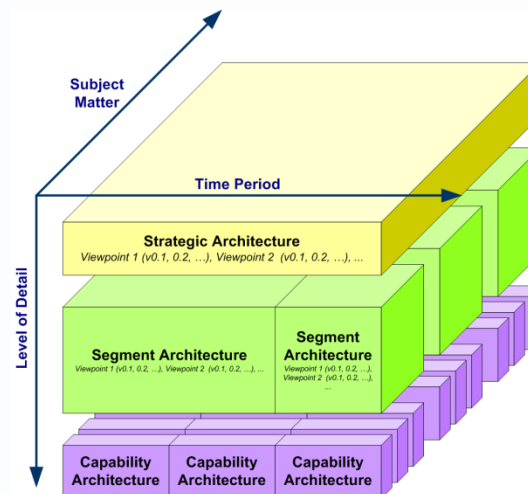 Subject
Matter
Time Period
Level of Detail
Strategic Architecture
Viewpoint 1 (v0.1, 0.2, …), Viewpoint 2 (v0.1, 0.2, …), ...
Segment Architecture
Viewpoint 1 (v0.1, 0.2, …), Viewpoint 2 (v0.1, 0.2, …), ...
Segment
Architecture
Viewpoint 1 (v0.1, 0.2, …),
Viewpoint 2 (v0.1, 0.2, …),
...
Capability
Architecture
Capability
Architecture
Capability
Architecture